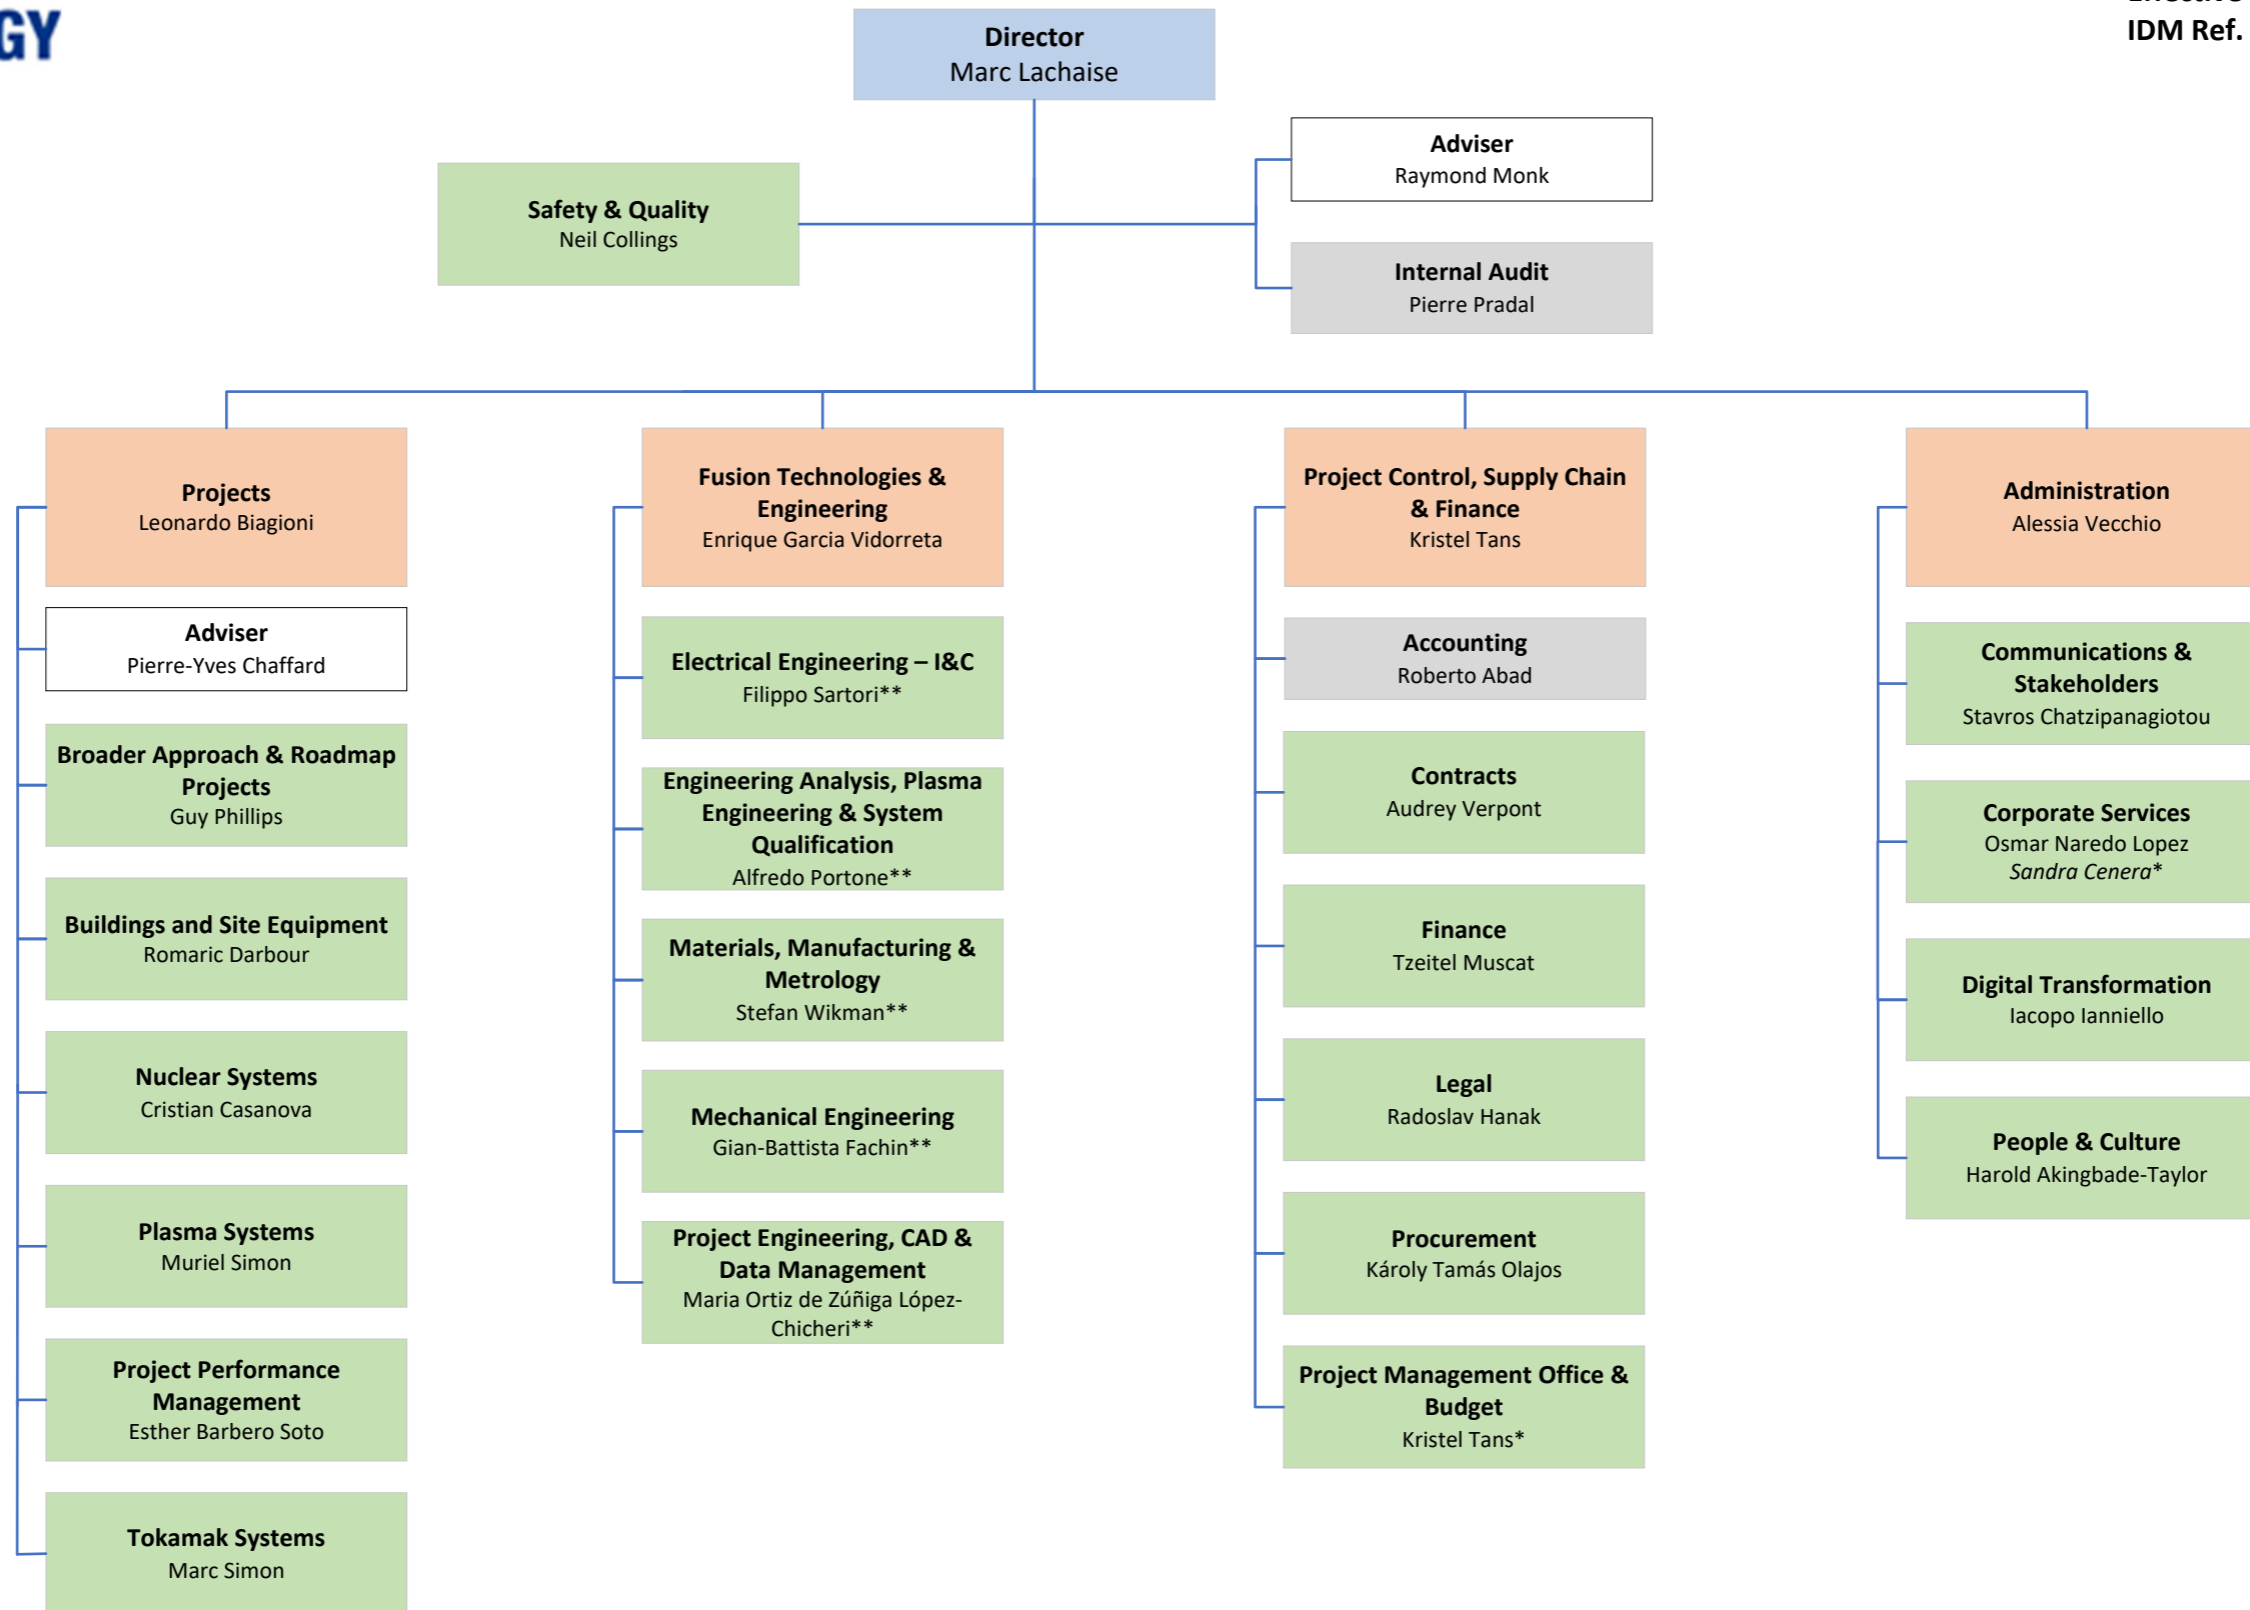 GY
IDM Ref.
Director
Marc Lachaise
Adviser
Raymond Monk
Safety & Quality
Neil Collings
Internal Audit
Pierre Pradal
Projects
Leonardo Biagioni
Adviser
Pierre-Yves Chaffard
Broader Approach & Roadmap
Projects
Guy Phillips
Buildings and Site Equipment
Romaric Darbour
Nuclear Systems
Cristian Casanova
Plasma Systems
Muriel Simon
Project Performance
Management
Esther Barbero Soto
Tokamak Systems
Marc Simon
Fusion Technologies &
Engineering
Enrique Garcia Vidorreta
Electrical Engineering – I&C
Filippo Sartori**
Engineering Analysis, Plasma
Engineering & System
Qualification
Alfredo Portone**
Materials, Manufacturing &
Metrology
Stefan Wikman**
Mechanical Engineering
Gian-Battista Fachin**
Project Engineering, CAD &
Data Management
Maria Ortiz de Zúñiga López-
Chicheri**
Project Control, Supply Chain
& Finance
Kristel Tans
Accounting
Roberto Abad
Contracts
Audrey Verpont
Finance
Tzeitel Muscat
Legal
Radoslav Hanak
Procurement
Károly Tamás Olajos
Project Management Office &
Budget
Kristel Tans*
Administration
Alessia Vecchio
Communications &
Stakeholders
Stavros Chatzipanagiotou
Corporate Services
Osmar Naredo Lopez
Sandra Cenera*
Digital Transformation
Iacopo Ianniello
People & Culture
Harold Akingbade-Taylor